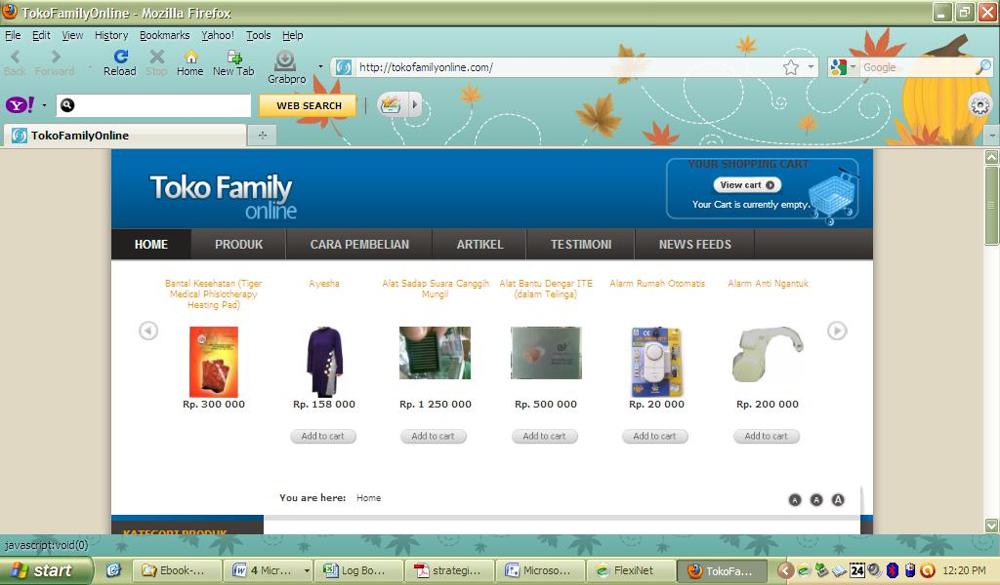 TokoFamilyOnline - Mozilla Firefox
File Edit View History Bookmarks Yahoo! Tools Help
Back Forward Reload Stop Home New Tab Grabpro
http://tokofamilyonline.com/
Google
Y! WEB SEARCH
TokoFamilyOnline
Toko Family
online
YOUR SHOPPING CART
View cart
Your Cart is currently empty.
HOME PRODUK CARA PEMBELIAN ARTIKEL TESTIMONI NEWS FEEDS
Bantal Kesehatan (Tiger
Medical Phisiotherapy
Heating Pad)
Rp. 300 000
Ayesha
Rp. 158 000
Add to cart
Alat Sadap Suara Canggih
Mungil
Rp. 1 250 000
Add to cart
Alat Bantu Dengar ITE
(dalam Telinga)
Rp. 500 000
Add to cart
Alarm Rumah Otomatis
Rp. 20 000
Add to cart
Alarm Anti Ngantuk
Rp. 200 000
Add to cart
You are here: Home
A A A
KATEGORI PRODUK
javascript:void(0)
start Ebook-... 4 Micr... Log Bo... strategi... Microso... FlexiNet TokoFa... 24 12:20 PM